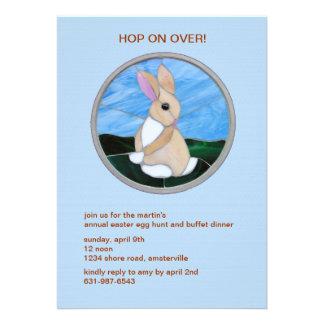 HOP ON OVER!
join us for the martin's
annual easter egg hunt and buffet dinner
sunday, april 9th
12 noon
1234 shore road, amsterville
kindly reply to amy by april 2nd
631-987-6543